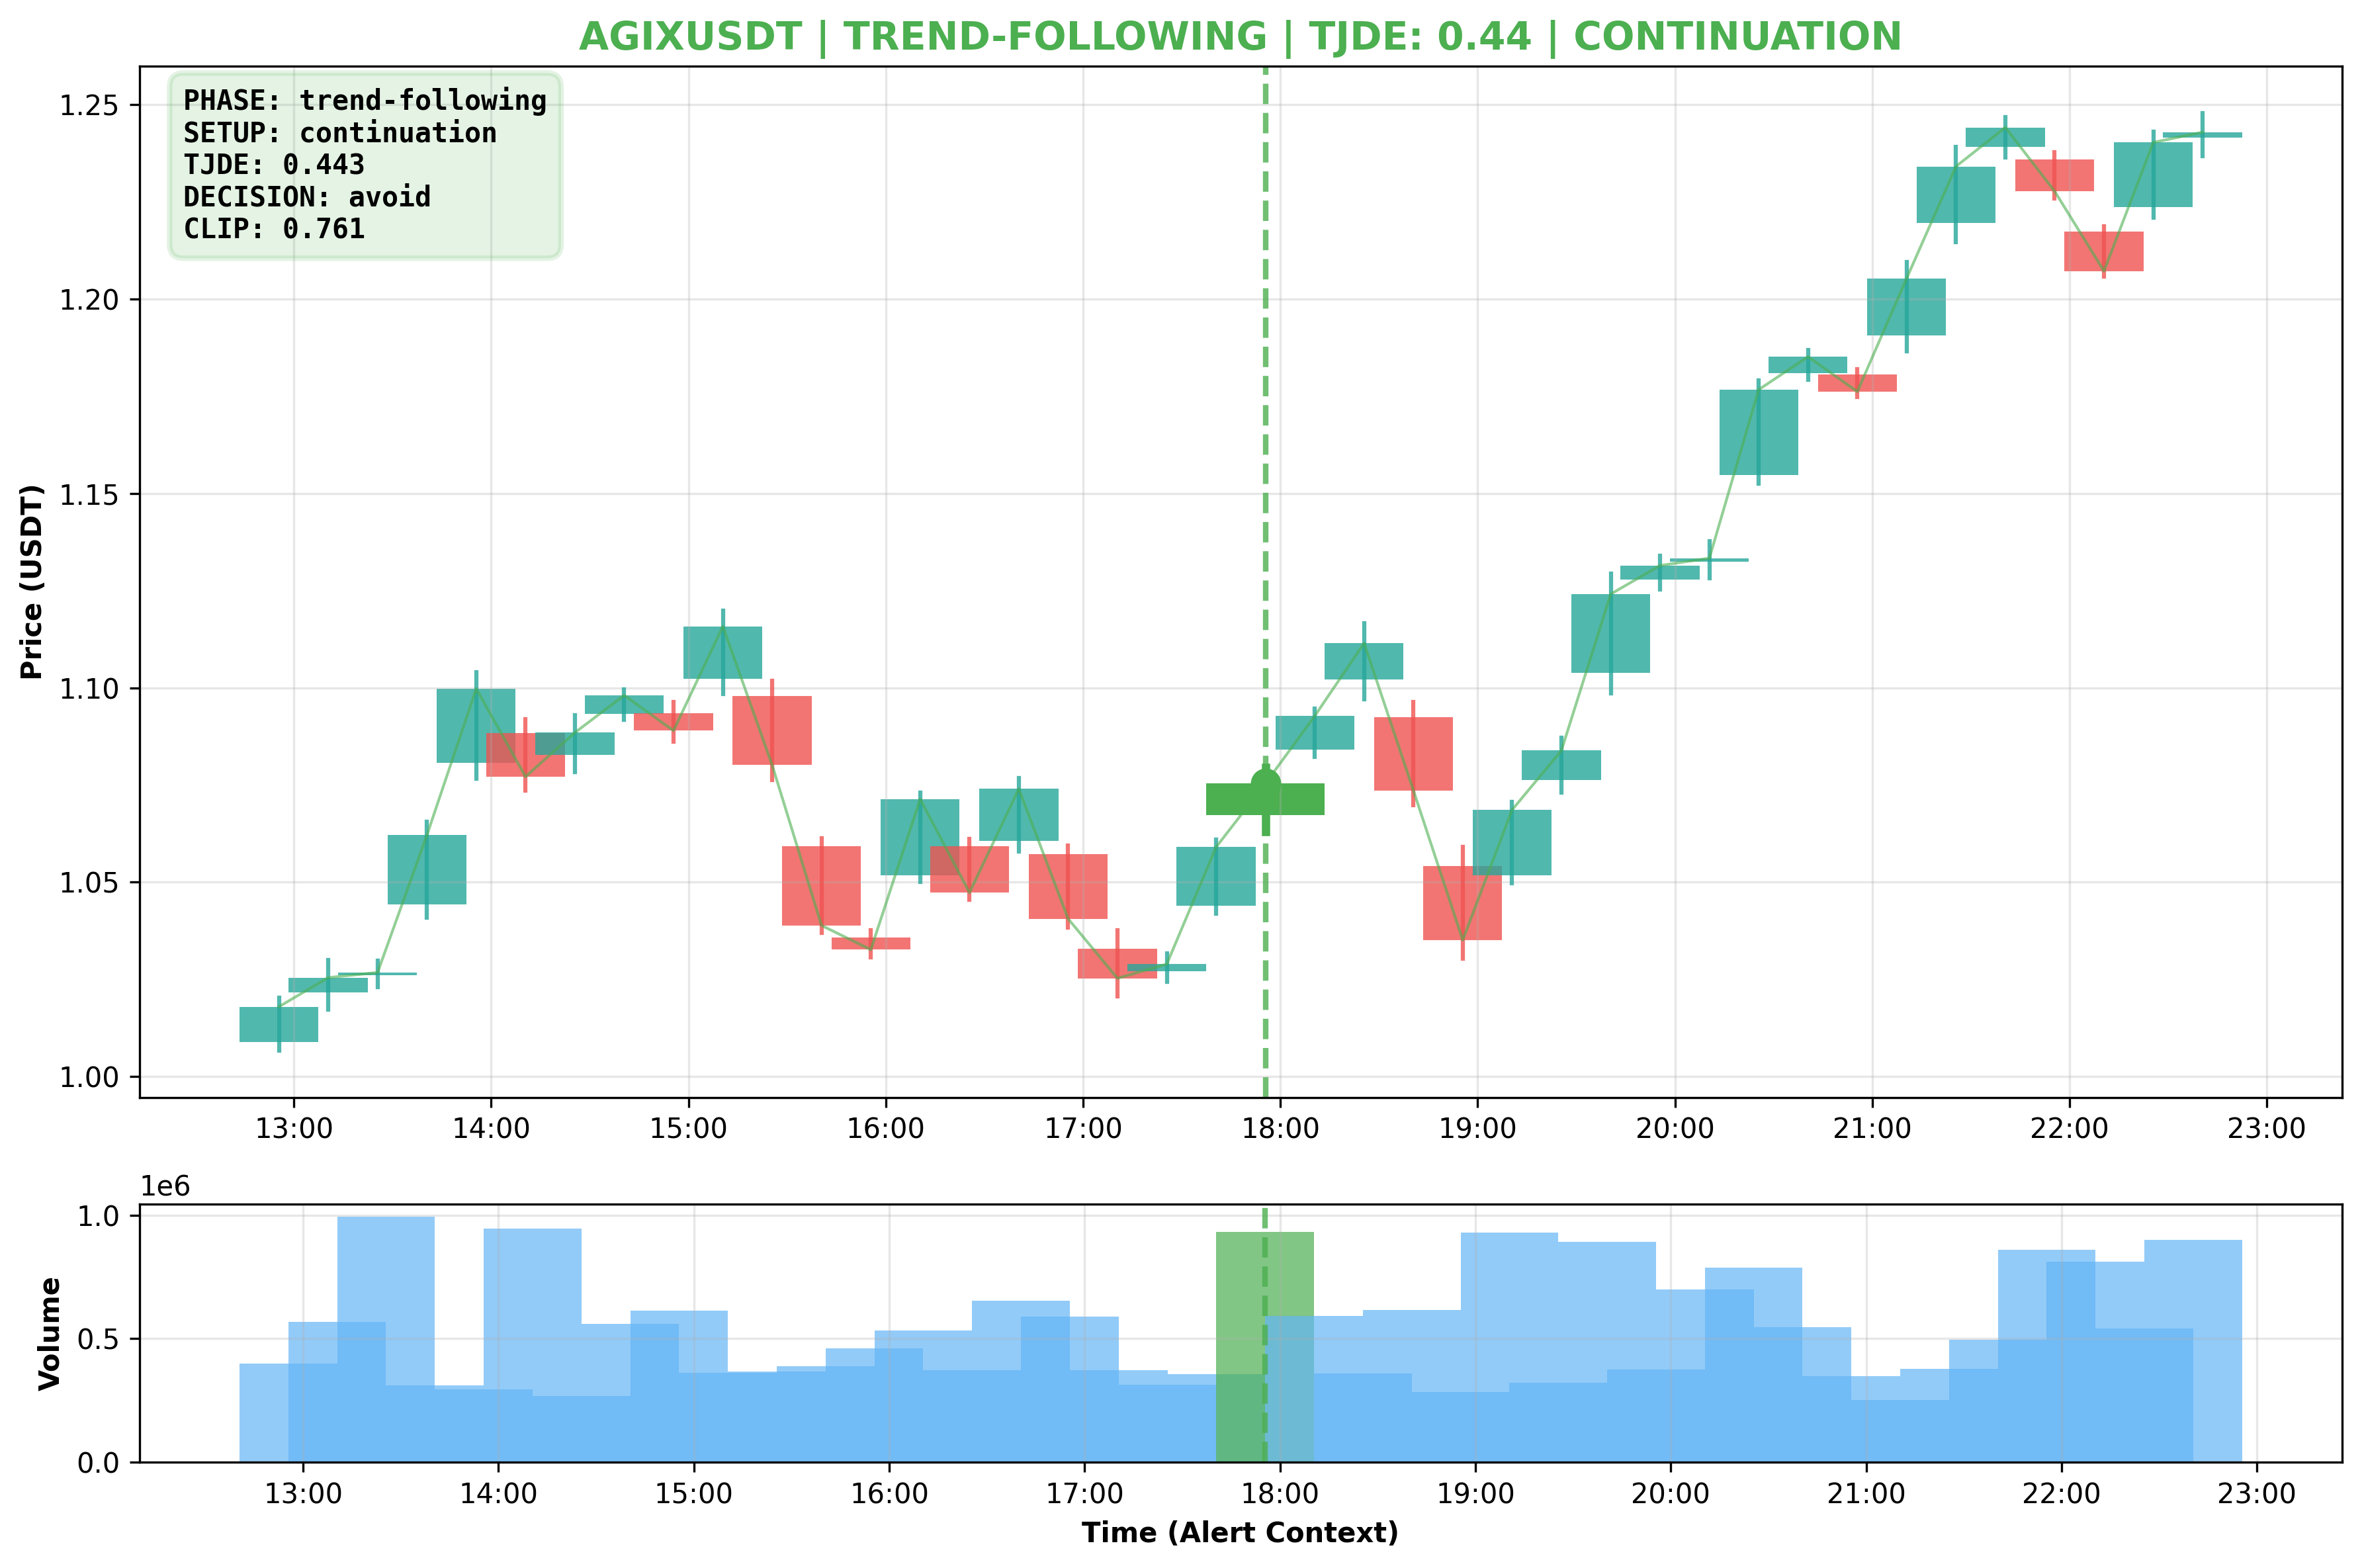 AGIXUSDT | TREND-FOLLOWING | TJDE: 0.44 | CONTINUATION
PHASE: trend-following
SETUP: continuation
TJDE: 0.443
DECISION: avoid
CLIP: 0.761
Price (USDT)
1.25
1.20
1.15
1.10
1.05
1.00
13:00 14:00 15:00 16:00 17:00 18:00 19:00 20:00 21:00 22:00 23:00
1e6
Volume
1.0
0.5
0.0
13:00 14:00 15:00 16:00 17:00 18:00 19:00 20:00 21:00 22:00 23:00
Time (Alert Context)